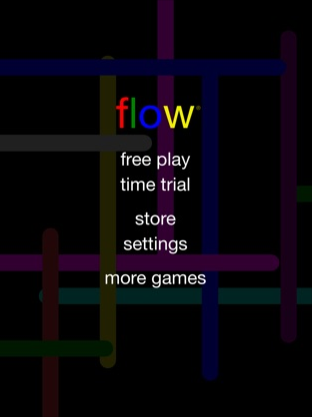 flow®
free play
time trial
store
settings
more games